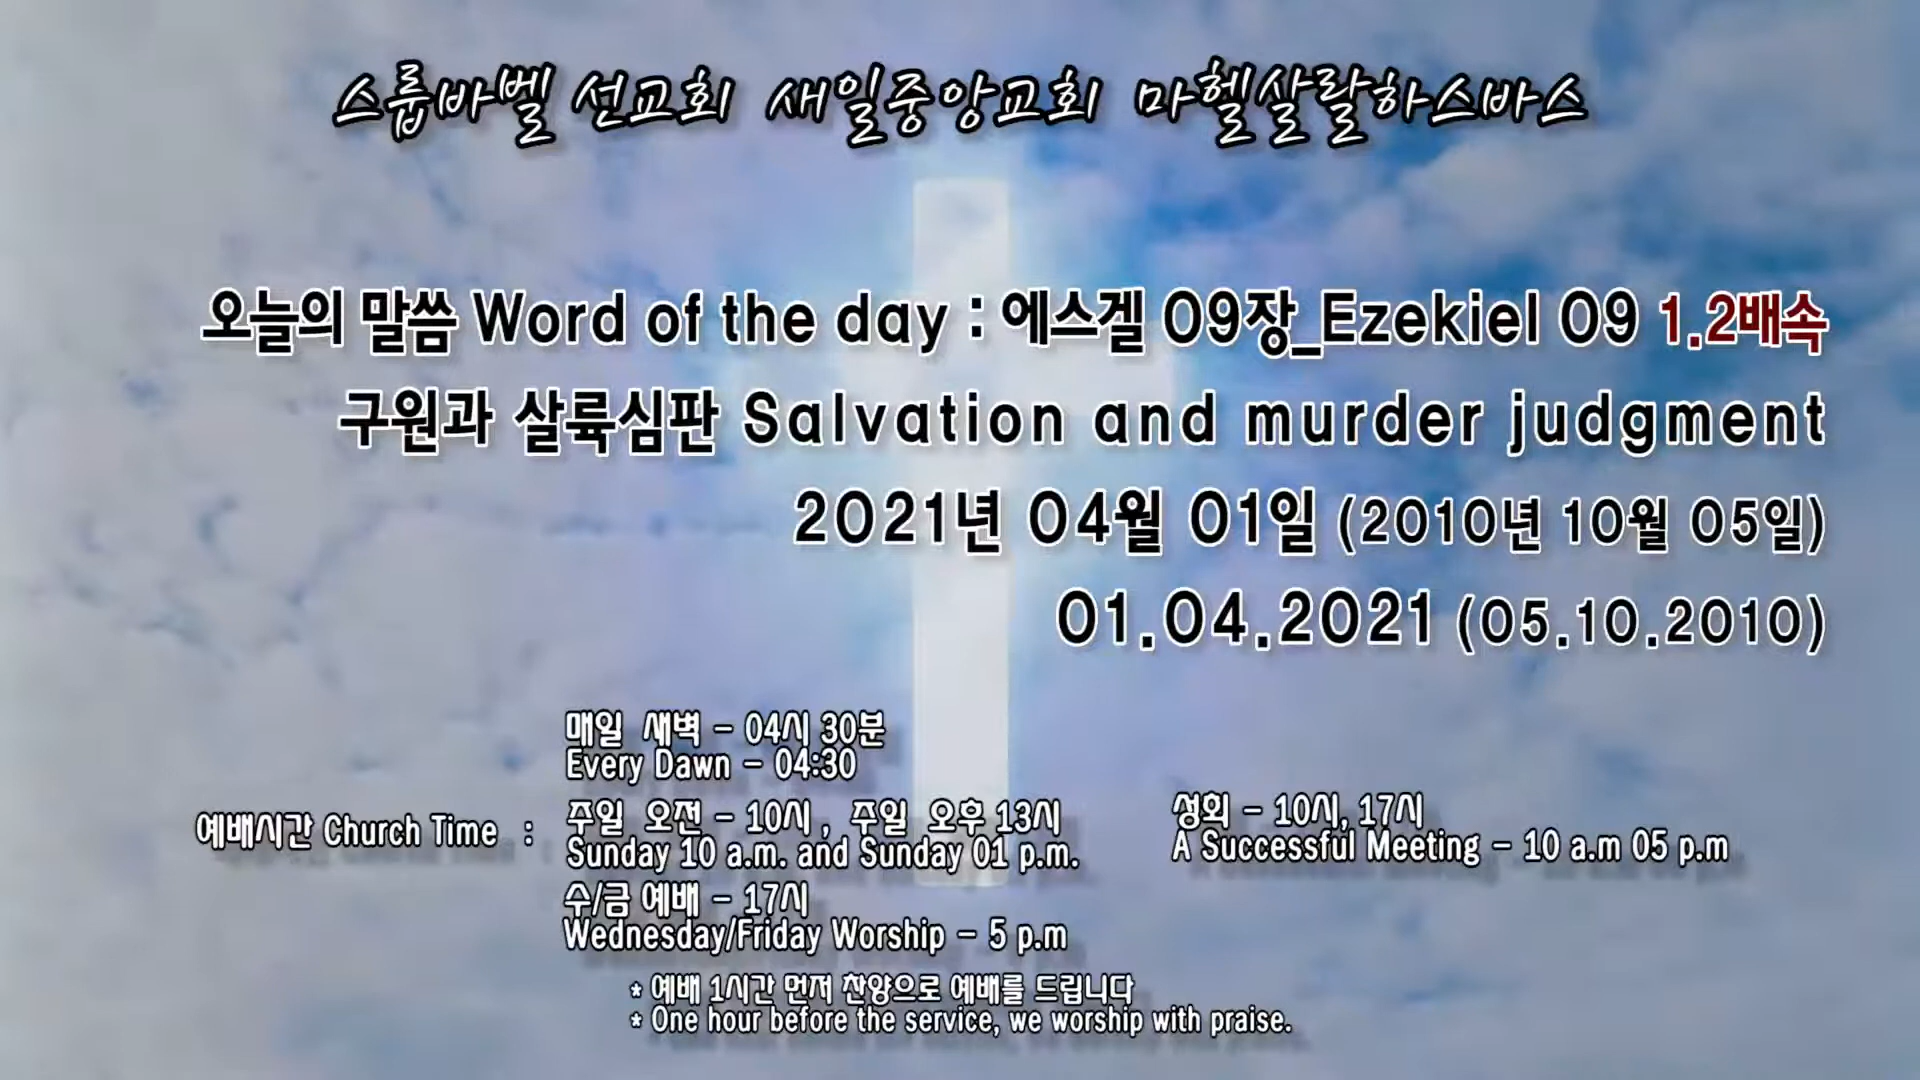 스룹바벨 선교회 새일중앙교회 마헬살랄하스바스
오늘의 말씀 Word of the day : 에스겔 09장_Ezekiel 09 1.2배속
구원과 살륙심판 Salvation and murder judgment
2021년 04월 01일 (2010년 10월 05일)
01.04.2021 (05.10.2010)
예배시간 Church Time :
매일 새벽 - 04시 30분
Every Dawn - 04:30
주일 오전 - 10시, 주일 오후 13시
Sunday 10 a.m. and Sunday 01 p.m.
수/금 예배 - 17시
Wednesday/Friday Worship - 5 p.m
성회 - 10시, 17시
A Successful Meeting - 10 a.m 05 p.m
* 예배 1시간 먼저 찬양으로 예배를 드립니다
* One hour before the service, we worship with praise.